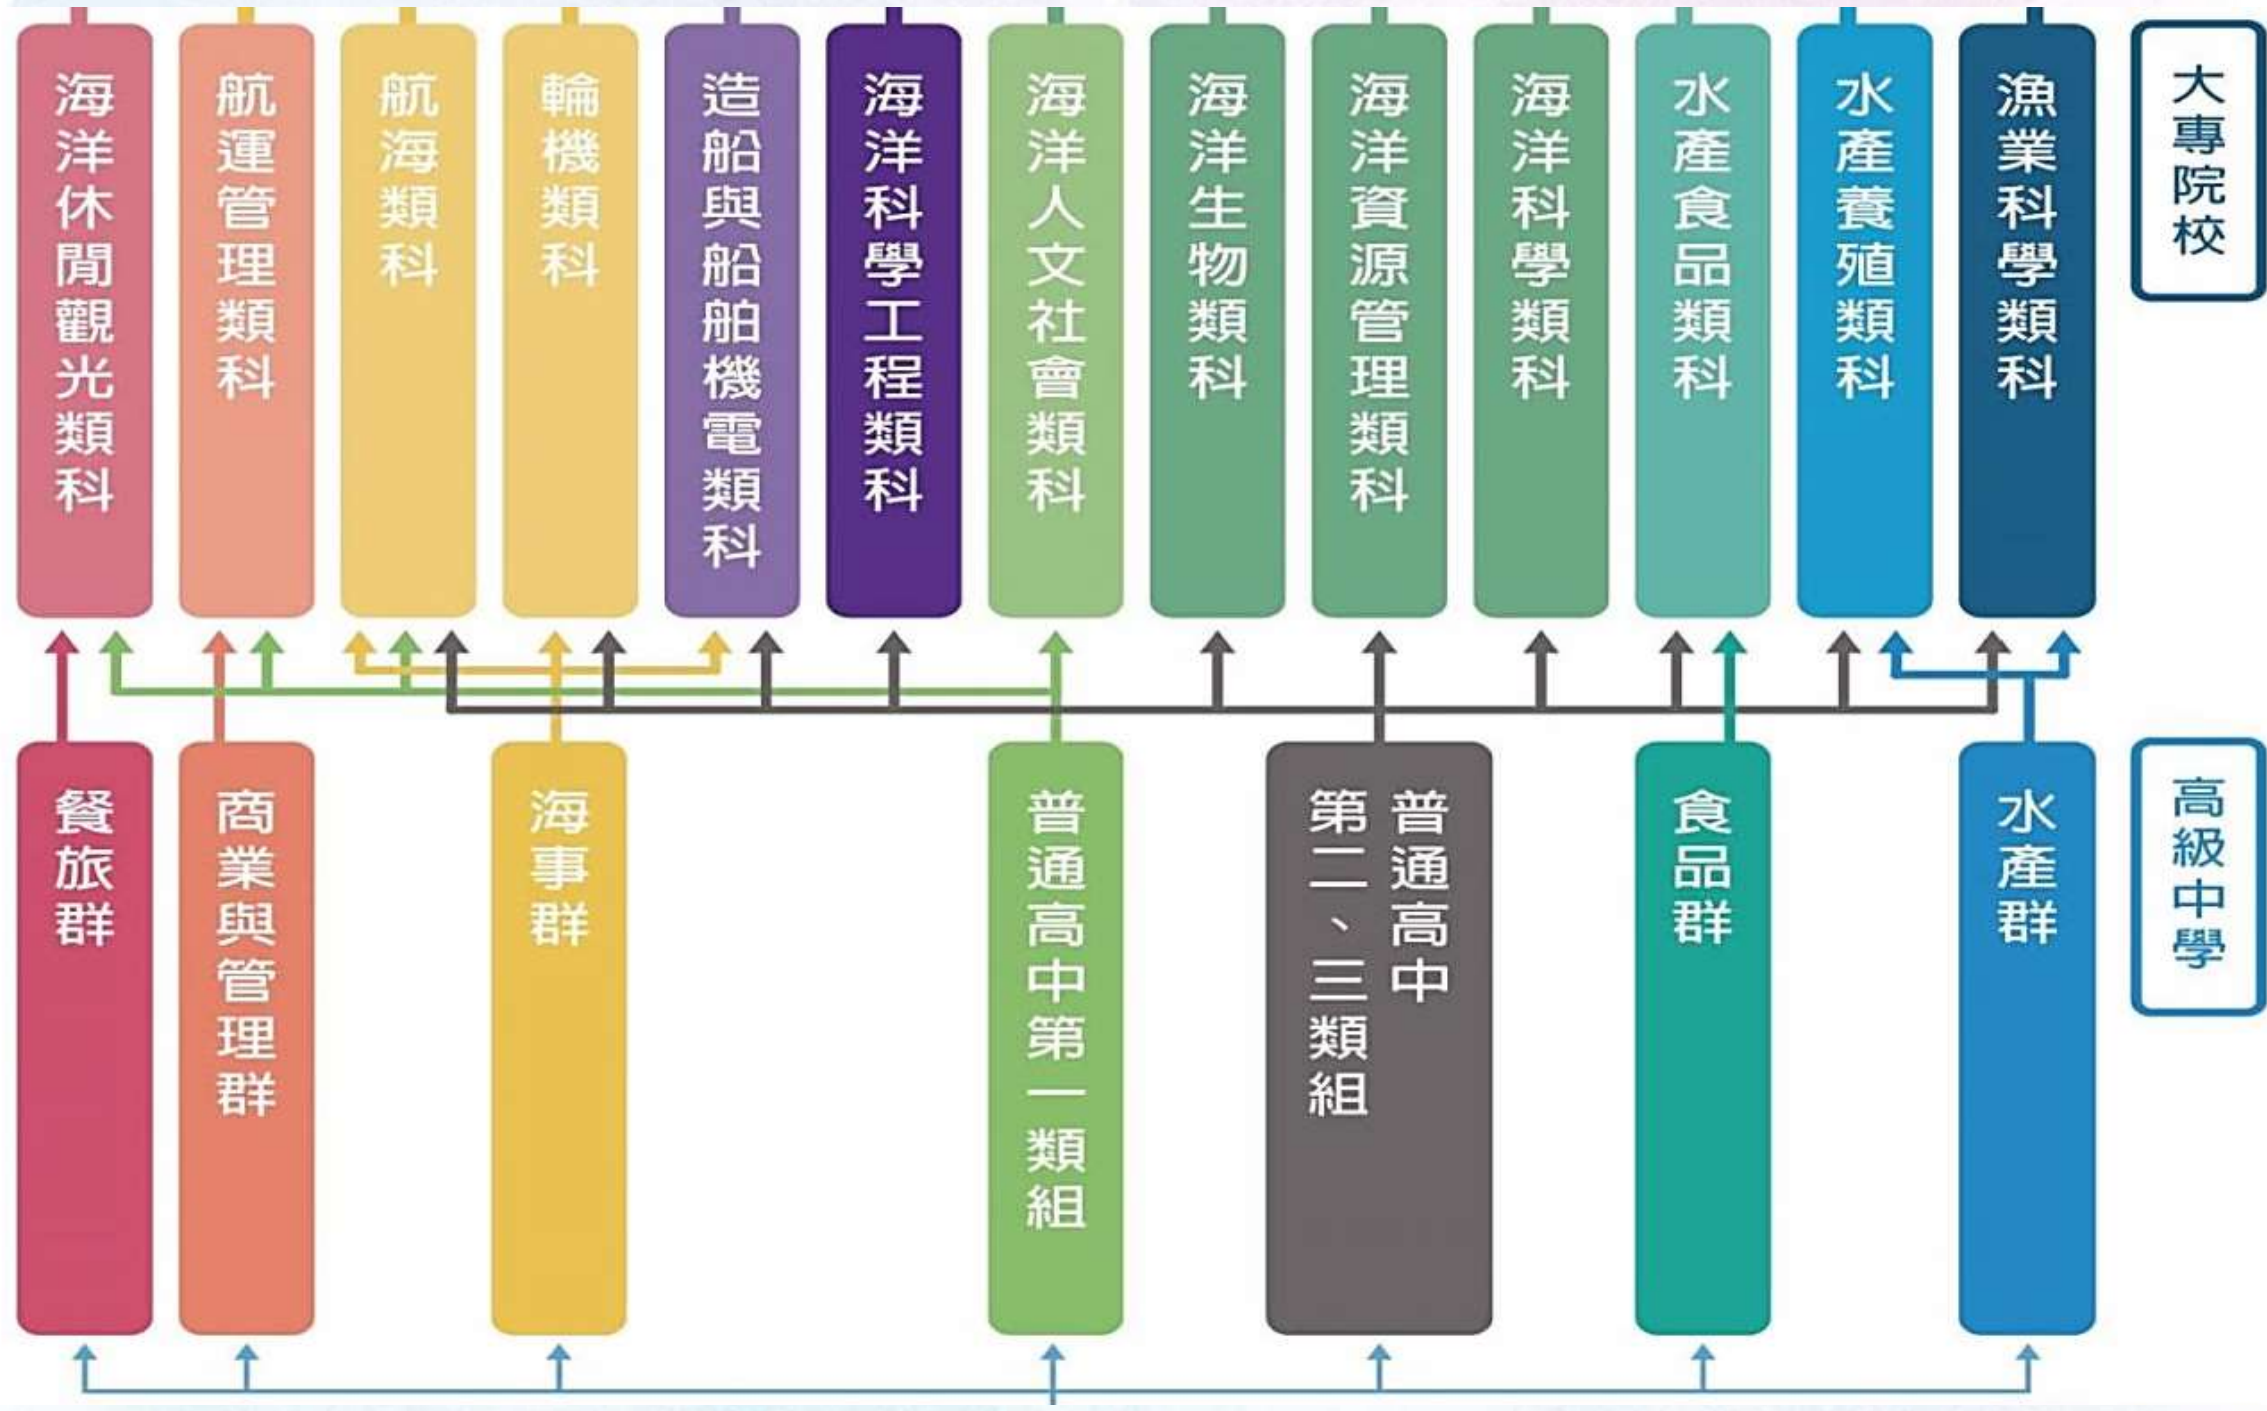 海洋休閒觀光類科
航運管理類科
航海類科
輪機類科
造船與船舶機電類科
海洋科學工程類科
海洋人文社會類科
海洋生物類科
海洋資源管理類科
海洋科學類科
水產食品類科
水產養殖類科
漁業科學類科
大專院校
餐旅群
商業與管理群
海事群
普通高中第一類組
普通高中
第二、三類組
食品群
水產群
高級中學